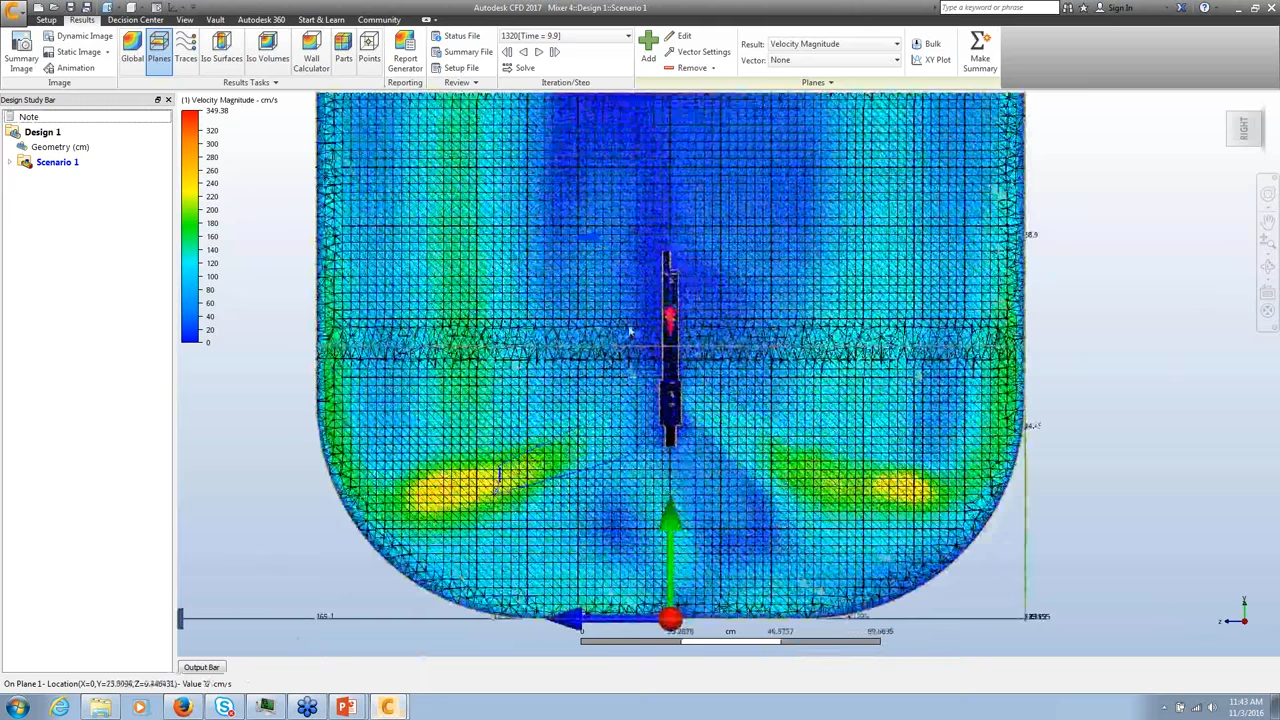 Autodesk CFD 2017 Mixer 4::Design 1::Scenario 1
Type a keyword or phrase
Sign In
Setup Results Decision Center View Vault Autodesk 360 Start & Learn Community
Summary Image
Dynamic Image
Static Image
Animation
Image
Global
Planes
Traces
Iso Surfaces
Iso Volumes
Wall Calculator
Parts
Points
Results Tasks
Report Generator
Reporting
Status File
Summary File
Setup File
Review
1320[Time = 9.9]
Solve
Iteration/Step
Add
Edit
Vector Settings
Remove
Result: Velocity Magnitude
Vector: None
Bulk
XY Plot
Make Summary
Planes
Design Study Bar
Note
Design 1
Geometry (cm)
Scenario 1
(1) Velocity Magnitude - cm/s
349.38
320
300
280
260
240
220
200
180
160
140
120
100
80
60
40
20
0
RIGHT
0
cm
Y
Z
Output Bar
11:43 AM
11/3/2016